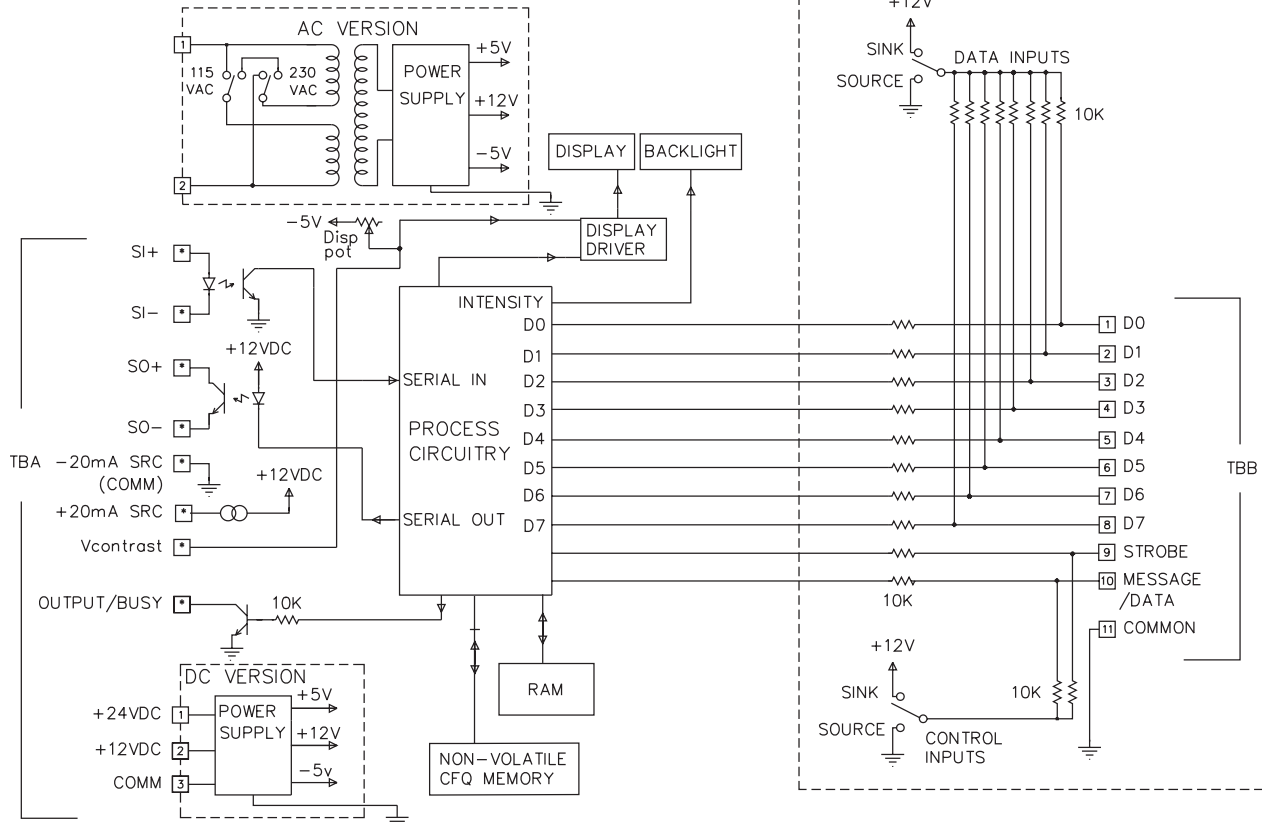 AC VERSION
1
115
VAC
230
VAC
POWER
SUPPLY
+5V
+12V
-5V
2
+12V
SINK
SOURCE
DATA INPUTS
10K
DISPLAY
BACKLIGHT
-5V
Disp
pot
DISPLAY
DRIVER
SI+ *
SI- *
+12VDC
SO+ *
SO- *
TBA -20mA SRC *
(COMM)
+12VDC
+20mA SRC *
Vcontrast *
OUTPUT/BUSY *
10K
INTENSITY
D0
D1
SERIAL IN
D2
D3
PROCESS
CIRCUITRY
D4
D5
D6
SERIAL OUT
D7
1 D0
2 D1
3 D2
4 D3
5 D4
6 D5
7 D6
8 D7
9 STROBE
10 MESSAGE
/DATA
11 COMMON
TBB
10K
+12V
SINK
SOURCE
10K
CONTROL
INPUTS
RAM
NON-VOLATILE
CFQ MEMORY
DC VERSION
+24VDC 1
+12VDC 2
COMM 3
POWER
SUPPLY
+5V
+12V
-5v